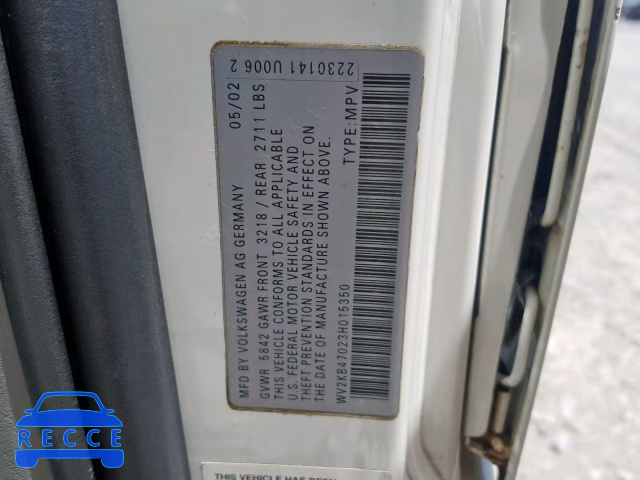 2230141 U006 2
MFD BY VOLKSWAGEN AG GERMANY 05/02
GVWR 5842 GAWR FRONT 3218 / REAR 2711 LBS
THIS VEHICLE CONFORMS TO ALL APPLICABLE
U.S. FEDERAL MOTOR VEHICLE SAFETY AND
THEFT PREVENTION STANDARDS IN EFFECT ON
THE DATE OF MANUFACTURE SHOWN ABOVE.
WV2KB47023H015350 TYPE:MPV
THIS VEHICLE HAS BEEN
RECCE